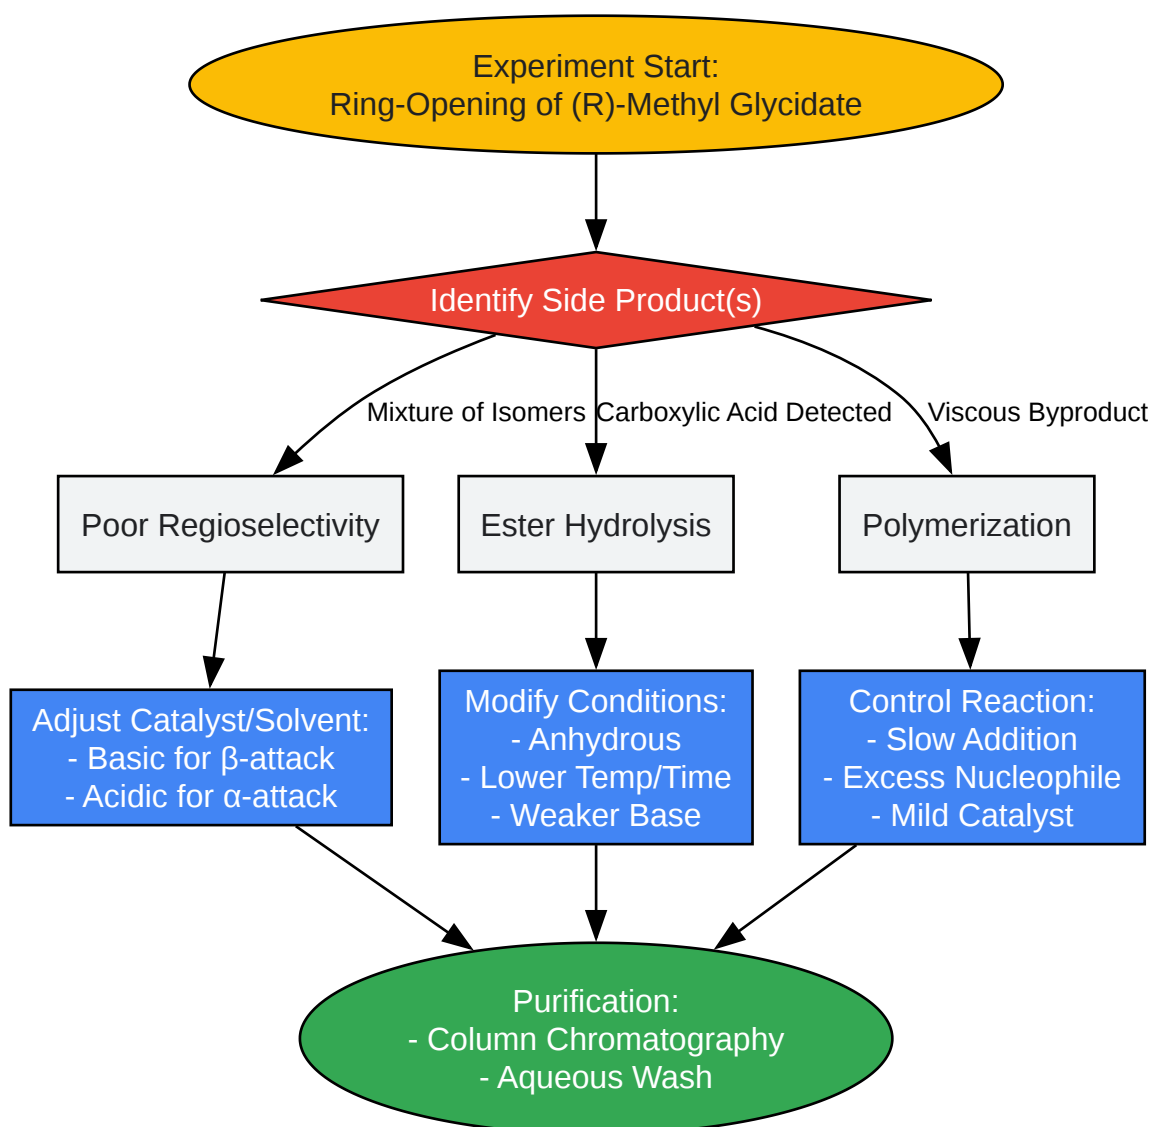 Experiment Start:
Ring-Opening of (R)-Methyl Glycidate
Identify Side Product(s)
Mixture of Isomers
Carboxylic Acid Detected
Viscous Byproduct
Poor Regioselectivity
Ester Hydrolysis
Polymerization
Adjust Catalyst/Solvent:
- Basic for β-attack
- Acidic for α-attack
Modify Conditions:
- Anhydrous
- Lower Temp/Time
- Weaker Base
Control Reaction:
- Slow Addition
- Excess Nucleophile
- Mild Catalyst
Purification:
- Column Chromatography
- Aqueous Wash